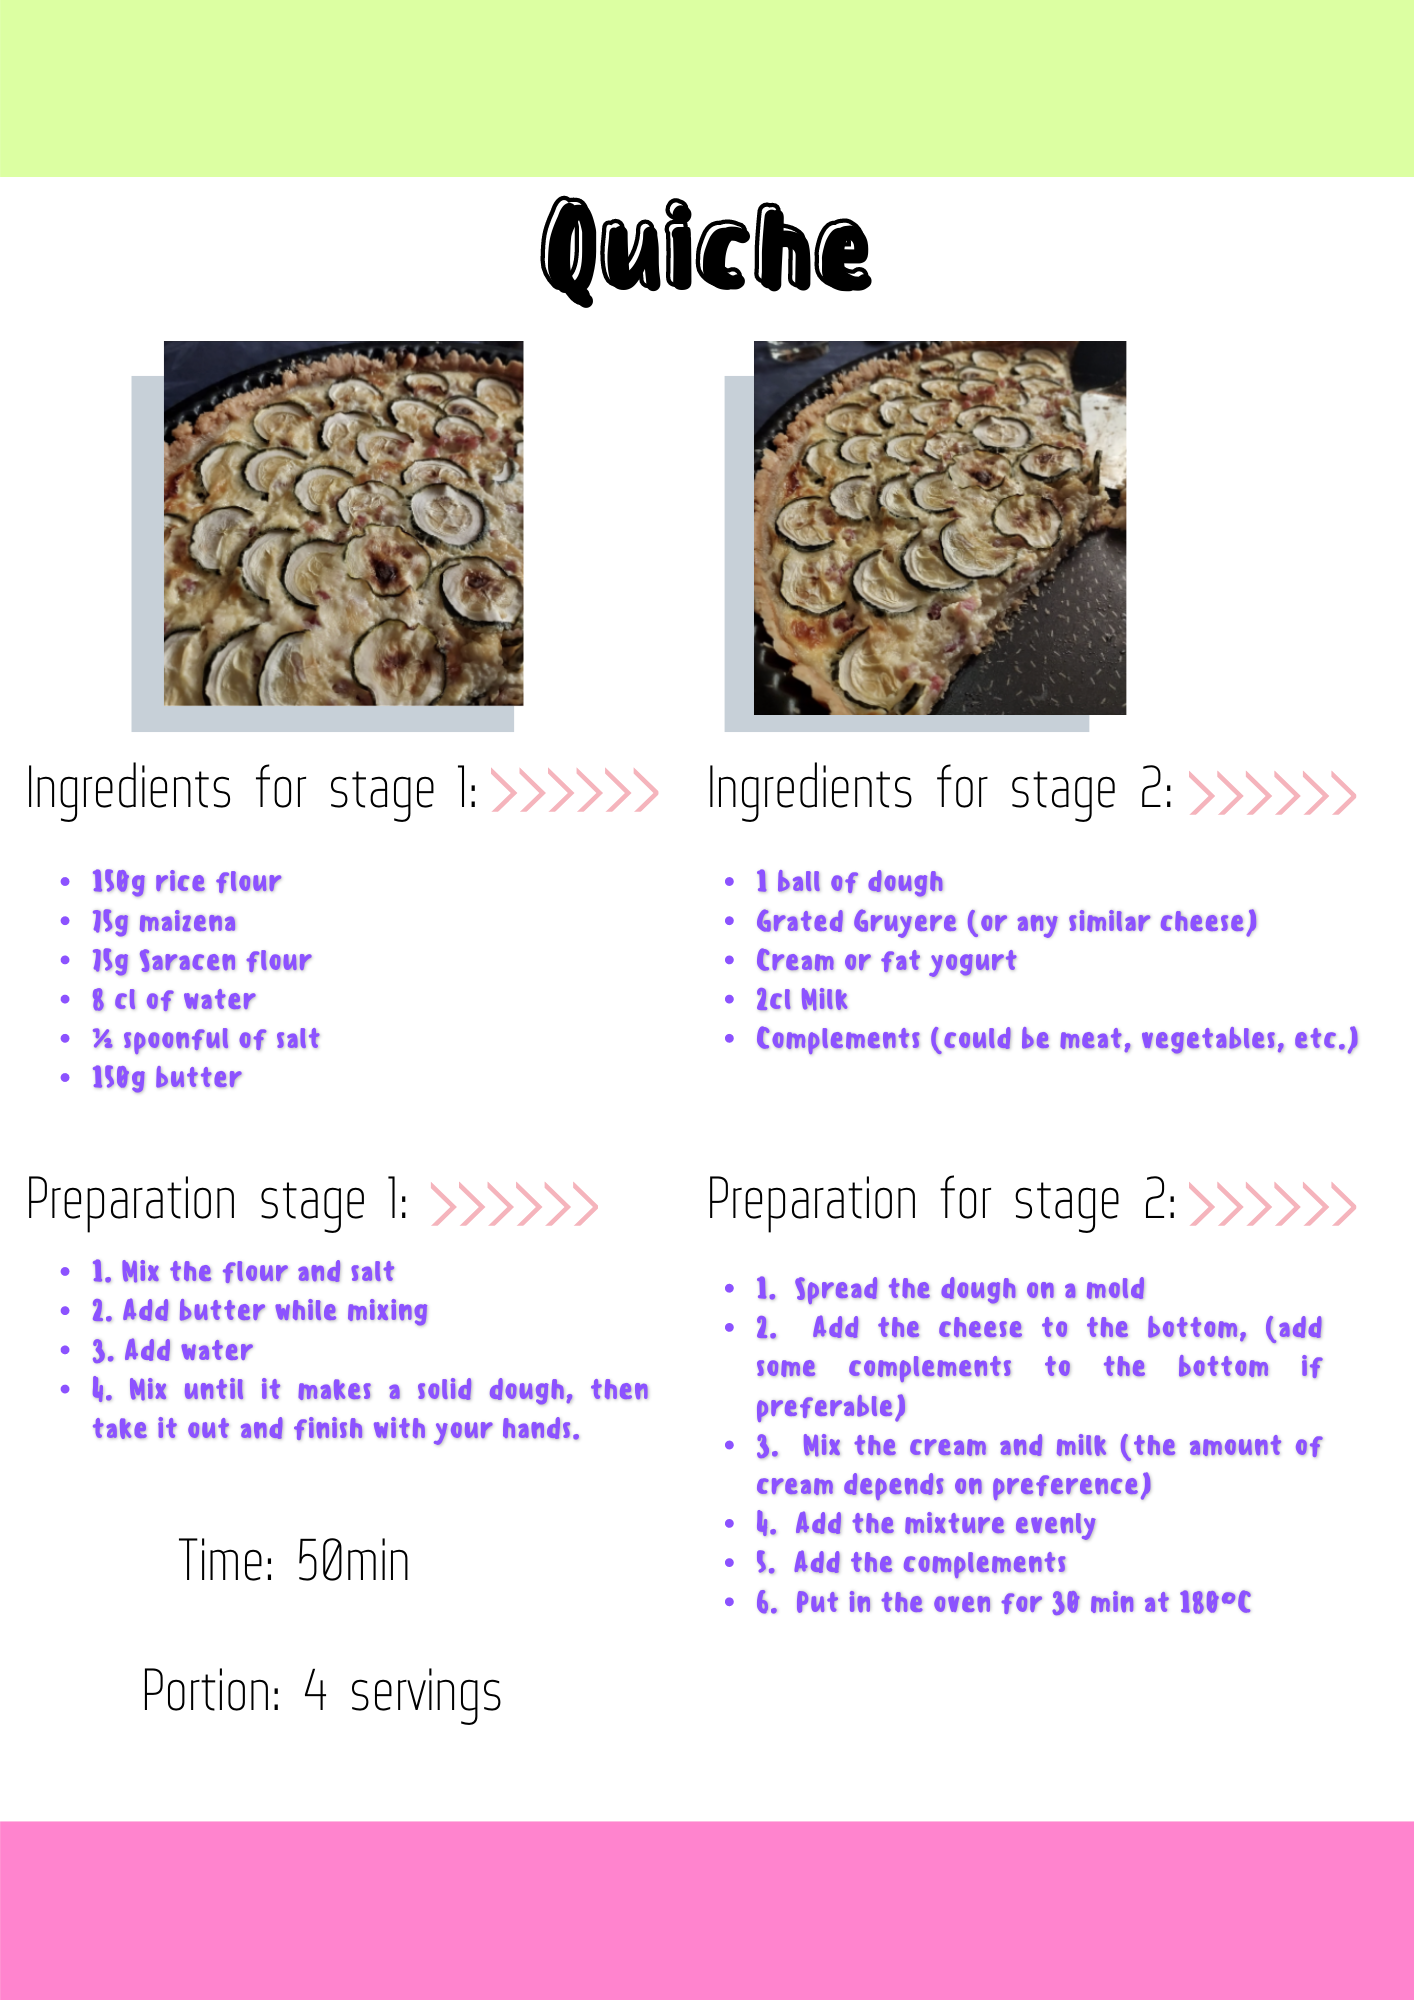 Quiche
Ingredients for stage 1:
150g rice flour
75g maizena
75g Saracen flour
8 cl of water
½ spoonful of salt
150g butter
Ingredients for stage 2:
1 ball of dough
Grated Gruyere (or any similar cheese)
Cream or fat yogurt
2cl Milk
Complements (could be meat, vegetables, etc.)
Preparation stage 1:
1. Mix the flour and salt
2. Add butter while mixing
3. Add water
4. Mix until it makes a solid dough, then
take it out and finish with your hands.
Time: 50min
Portion: 4 servings
Preparation for stage 2:
1. Spread the dough on a mold
2. Add the cheese to the bottom, (add
some complements to the bottom if
preferable)
3. Mix the cream and milk (the amount of
cream depends on preference)
4. Add the mixture evenly
5. Add the complements
6. Put in the oven for 30 min at 180ºC